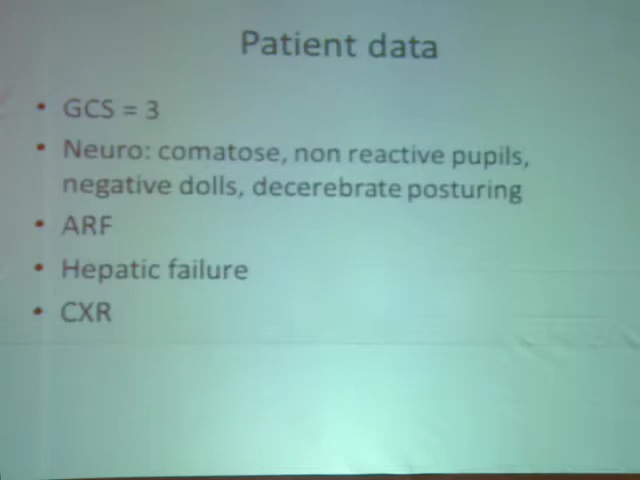 Patient data
• GCS = 3
• Neuro: comatose, non reactive pupils,
negative dolls, decerebrate posturing
• ARF
• Hepatic failure
• CXR